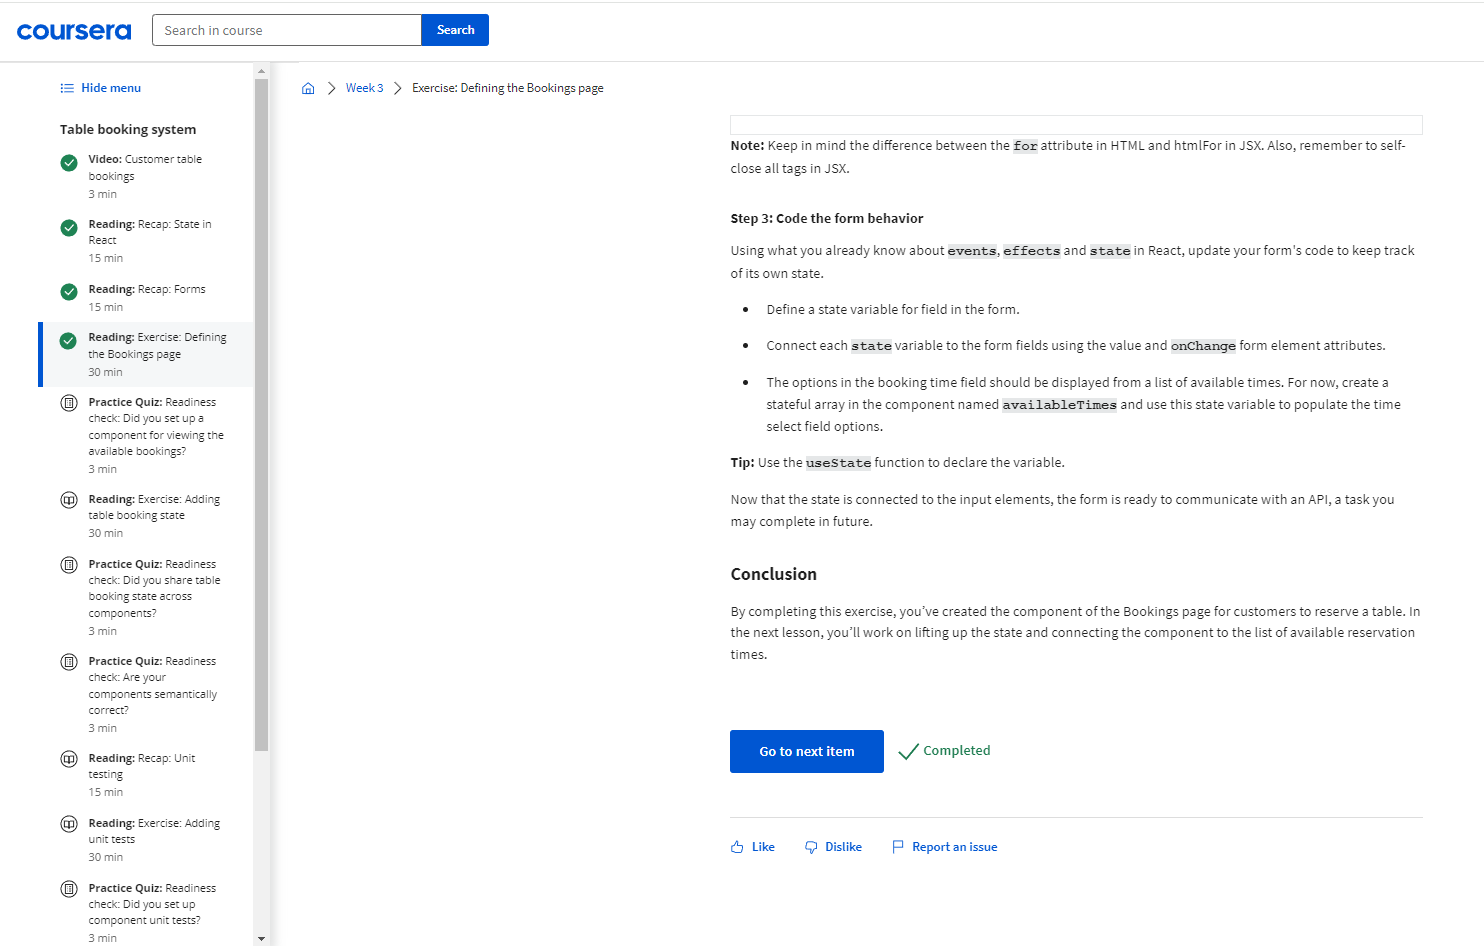 coursera
Search in course
Search
Hide menu
Table booking system
Video: Customer table
bookings
3 min
Reading: Recap: State in
React
15 min
Reading: Recap: Forms
15 min
Reading: Exercise: Defining
the Bookings page
30 min
Practice Quiz: Readiness
check: Did you set up a
component for viewing the
available bookings?
3 min
Reading: Exercise: Adding
table booking state
30 min
Practice Quiz: Readiness
check: Did you share table
booking state across
components?
3 min
Practice Quiz: Readiness
check: Are your
components semantically
correct?
3 min
Reading: Recap: Unit
testing
15 min
Reading: Exercise: Adding
unit tests
30 min
Practice Quiz: Readiness
check: Did you set up
component unit tests?
3 min
Week 3
Exercise: Defining the Bookings page
Note: Keep in mind the difference between the for attribute in HTML and htmlFor in JSX. Also, remember to self-
close all tags in JSX.
Step 3: Code the form behavior
Using what you already know about events, effects and state in React, update your form's code to keep track
of its own state.
Define a state variable for field in the form.
Connect each state variable to the form fields using the value and onChange form element attributes.
The options in the booking time field should be displayed from a list of available times. For now, create a
stateful array in the component named availableTimes and use this state variable to populate the time
select field options.
Tip: Use the useState function to declare the variable.
Now that the state is connected to the input elements, the form is ready to communicate with an API, a task you
may complete in future.
Conclusion
By completing this exercise, you’ve created the component of the Bookings page for customers to reserve a table. In
the next lesson, you’ll work on lifting up the state and connecting the component to the list of available reservation
times.
Go to next item
Completed
Like
Dislike
Report an issue